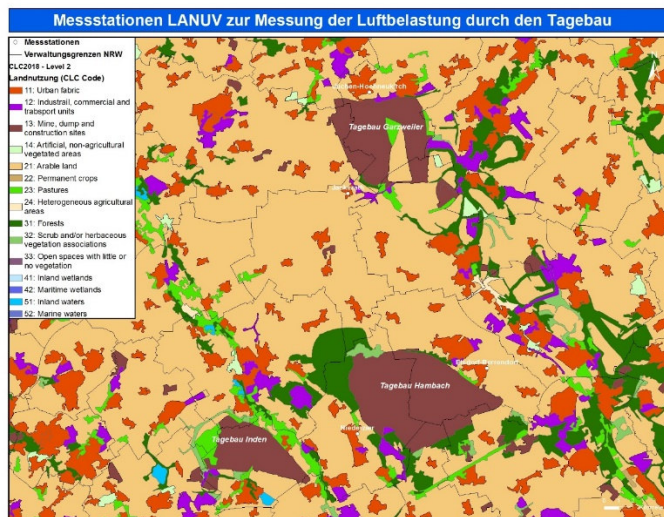 Messstationen LANUV zur Messung der Luftbelastung durch den Tagebau
Messstationen
Verwaltungsgrenzen NRW
CLC2018 - Level 2
Landnutzung (CLC Code)
11: Urban fabric
12: Industrail, commercial and
transport units
13: Mine, dump and
construction sites
14: Artificial, non-agricultural
vegetated areas
21: Arable land
22: Permanent crops
23: Pastures
24: Heterogeneous agricultural
areas
31: Forests
32: Scrub and/or herbaceous
vegetation associations
33: Open spaces with little or
no vegetation
41: Inland wetlands
42: Maritime wetlands
51: Inland waters
52: Marine waters
Tagebau Garzweiler
Tagebau Hambach
Niederzier
Tagebau Inden